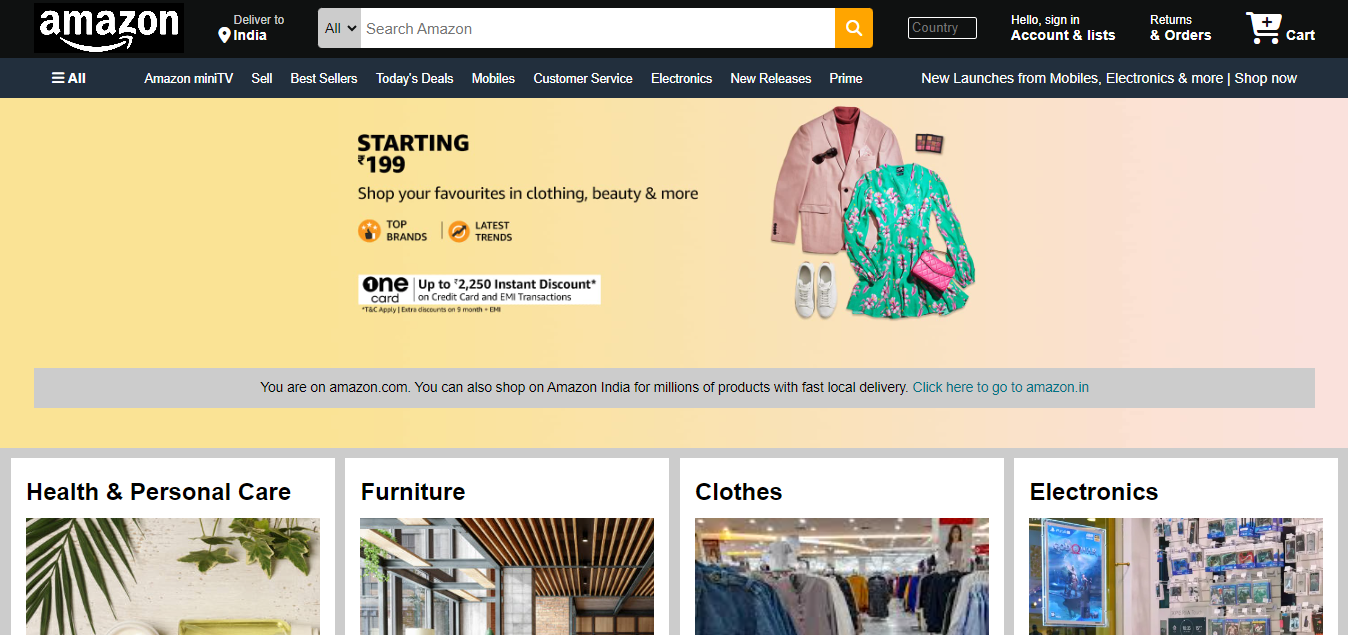 amazon
Deliver to
India
All
Search Amazon
Country
Hello, sign in
Account & lists
Returns
& Orders
Cart
All
Amazon miniTV
Sell
Best Sellers
Today's Deals
Mobiles
Customer Service
Electronics
New Releases
Prime
New Launches from Mobiles, Electronics & more | Shop now
STARTING
₹199
Shop your favourites in clothing, beauty & more
TOP
BRANDS
LATEST
TRENDS
one
card
Up to ₹2,250 Instant Discount*
on Credit Card and EMI Transactions
*T&C Apply | Extra discounts on 9 month + EMI
You are on amazon.com. You can also shop on Amazon India for millions of products with fast local delivery. Click here to go to amazon.in
Health & Personal Care
Furniture
Clothes
Electronics